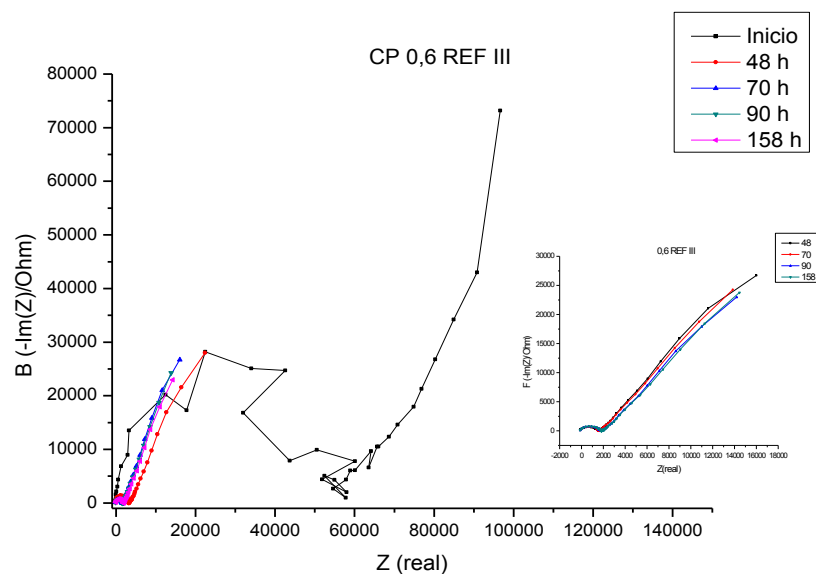 CP 0,6 REF III
Inicio
48 h
70 h
90 h
158 h
B (-Im(Z)/Ohm)
80000
70000
60000
50000
40000
30000
20000
10000
0
0 20000 40000 60000 80000 100000 120000 140000
Z (real)
0,6 REF III
48
70
90
158
F (-Im(Z)/Ohm)
30000
25000
20000
15000
10000
5000
0
-2000 0 2000 4000 6000 8000 10000 12000 14000 16000 18000
Z(real)